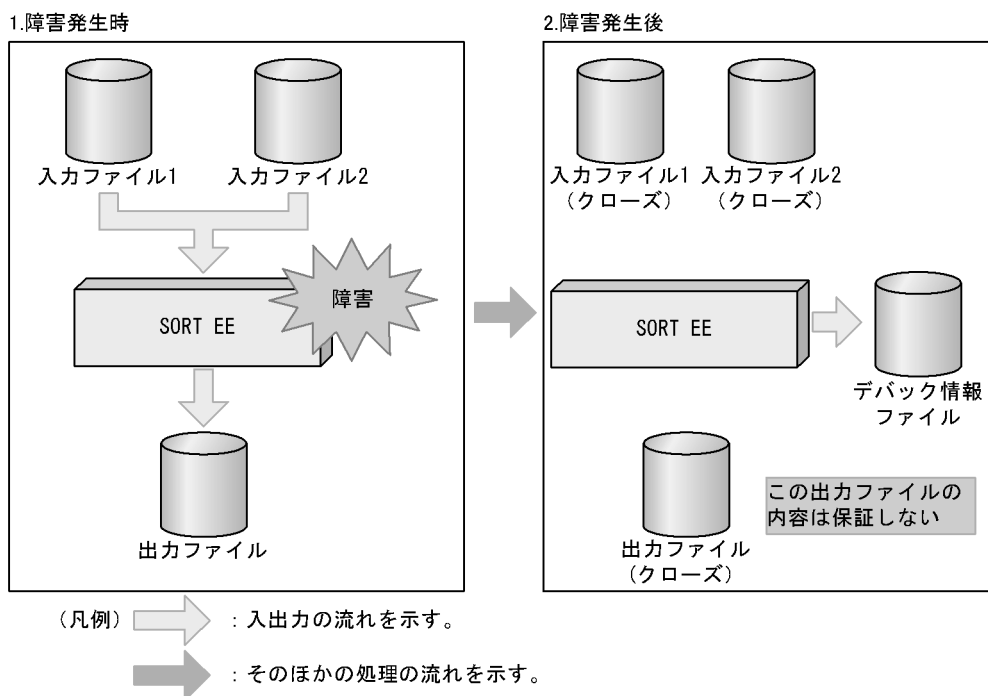 1.障害発生時
入力ファイル1
入力ファイル2
障害
SORT EE
出力ファイル
2.障害発生後
入力ファイル1
(クローズ)
入力ファイル2
(クローズ)
SORT EE
デバック情報
ファイル
この出力ファイルの
内容は保証しない
出力ファイル
(クローズ)
(凡例)
：入出力の流れを示す。
：そのほかの処理の流れを示す。